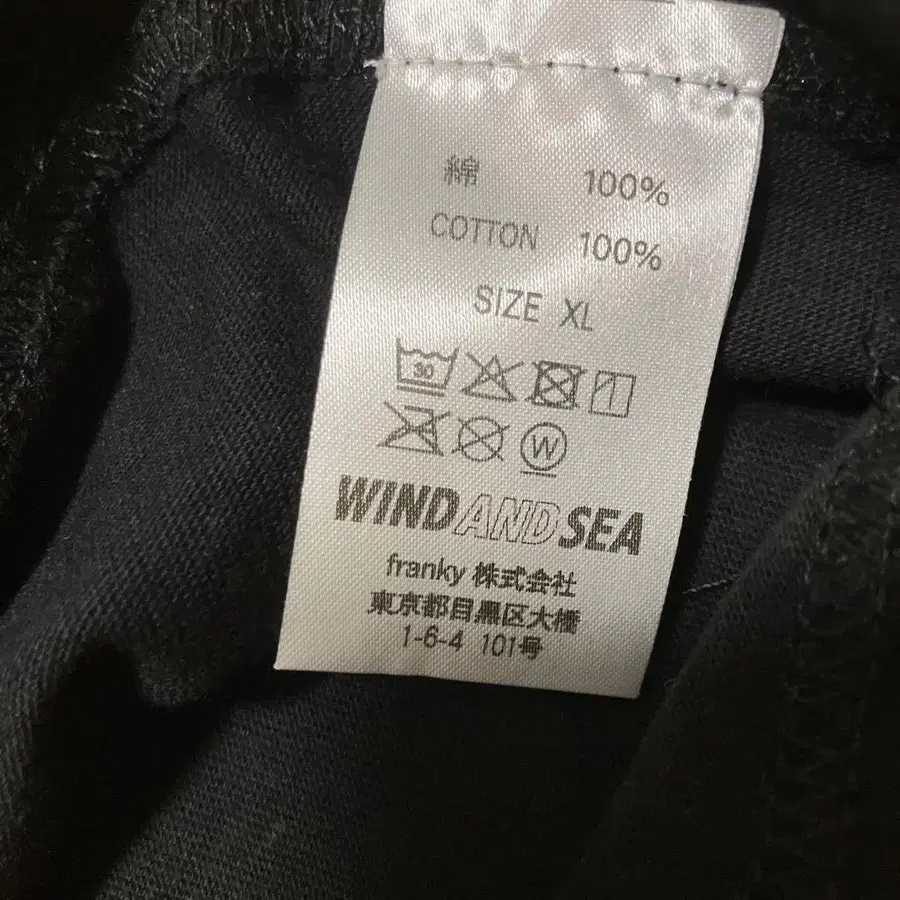 綿 100%
COTTON 100%
SIZE XL
30
W
WIND AND SEA
franky 株式会社
東京都目黒区大橋
1-6-4 101号